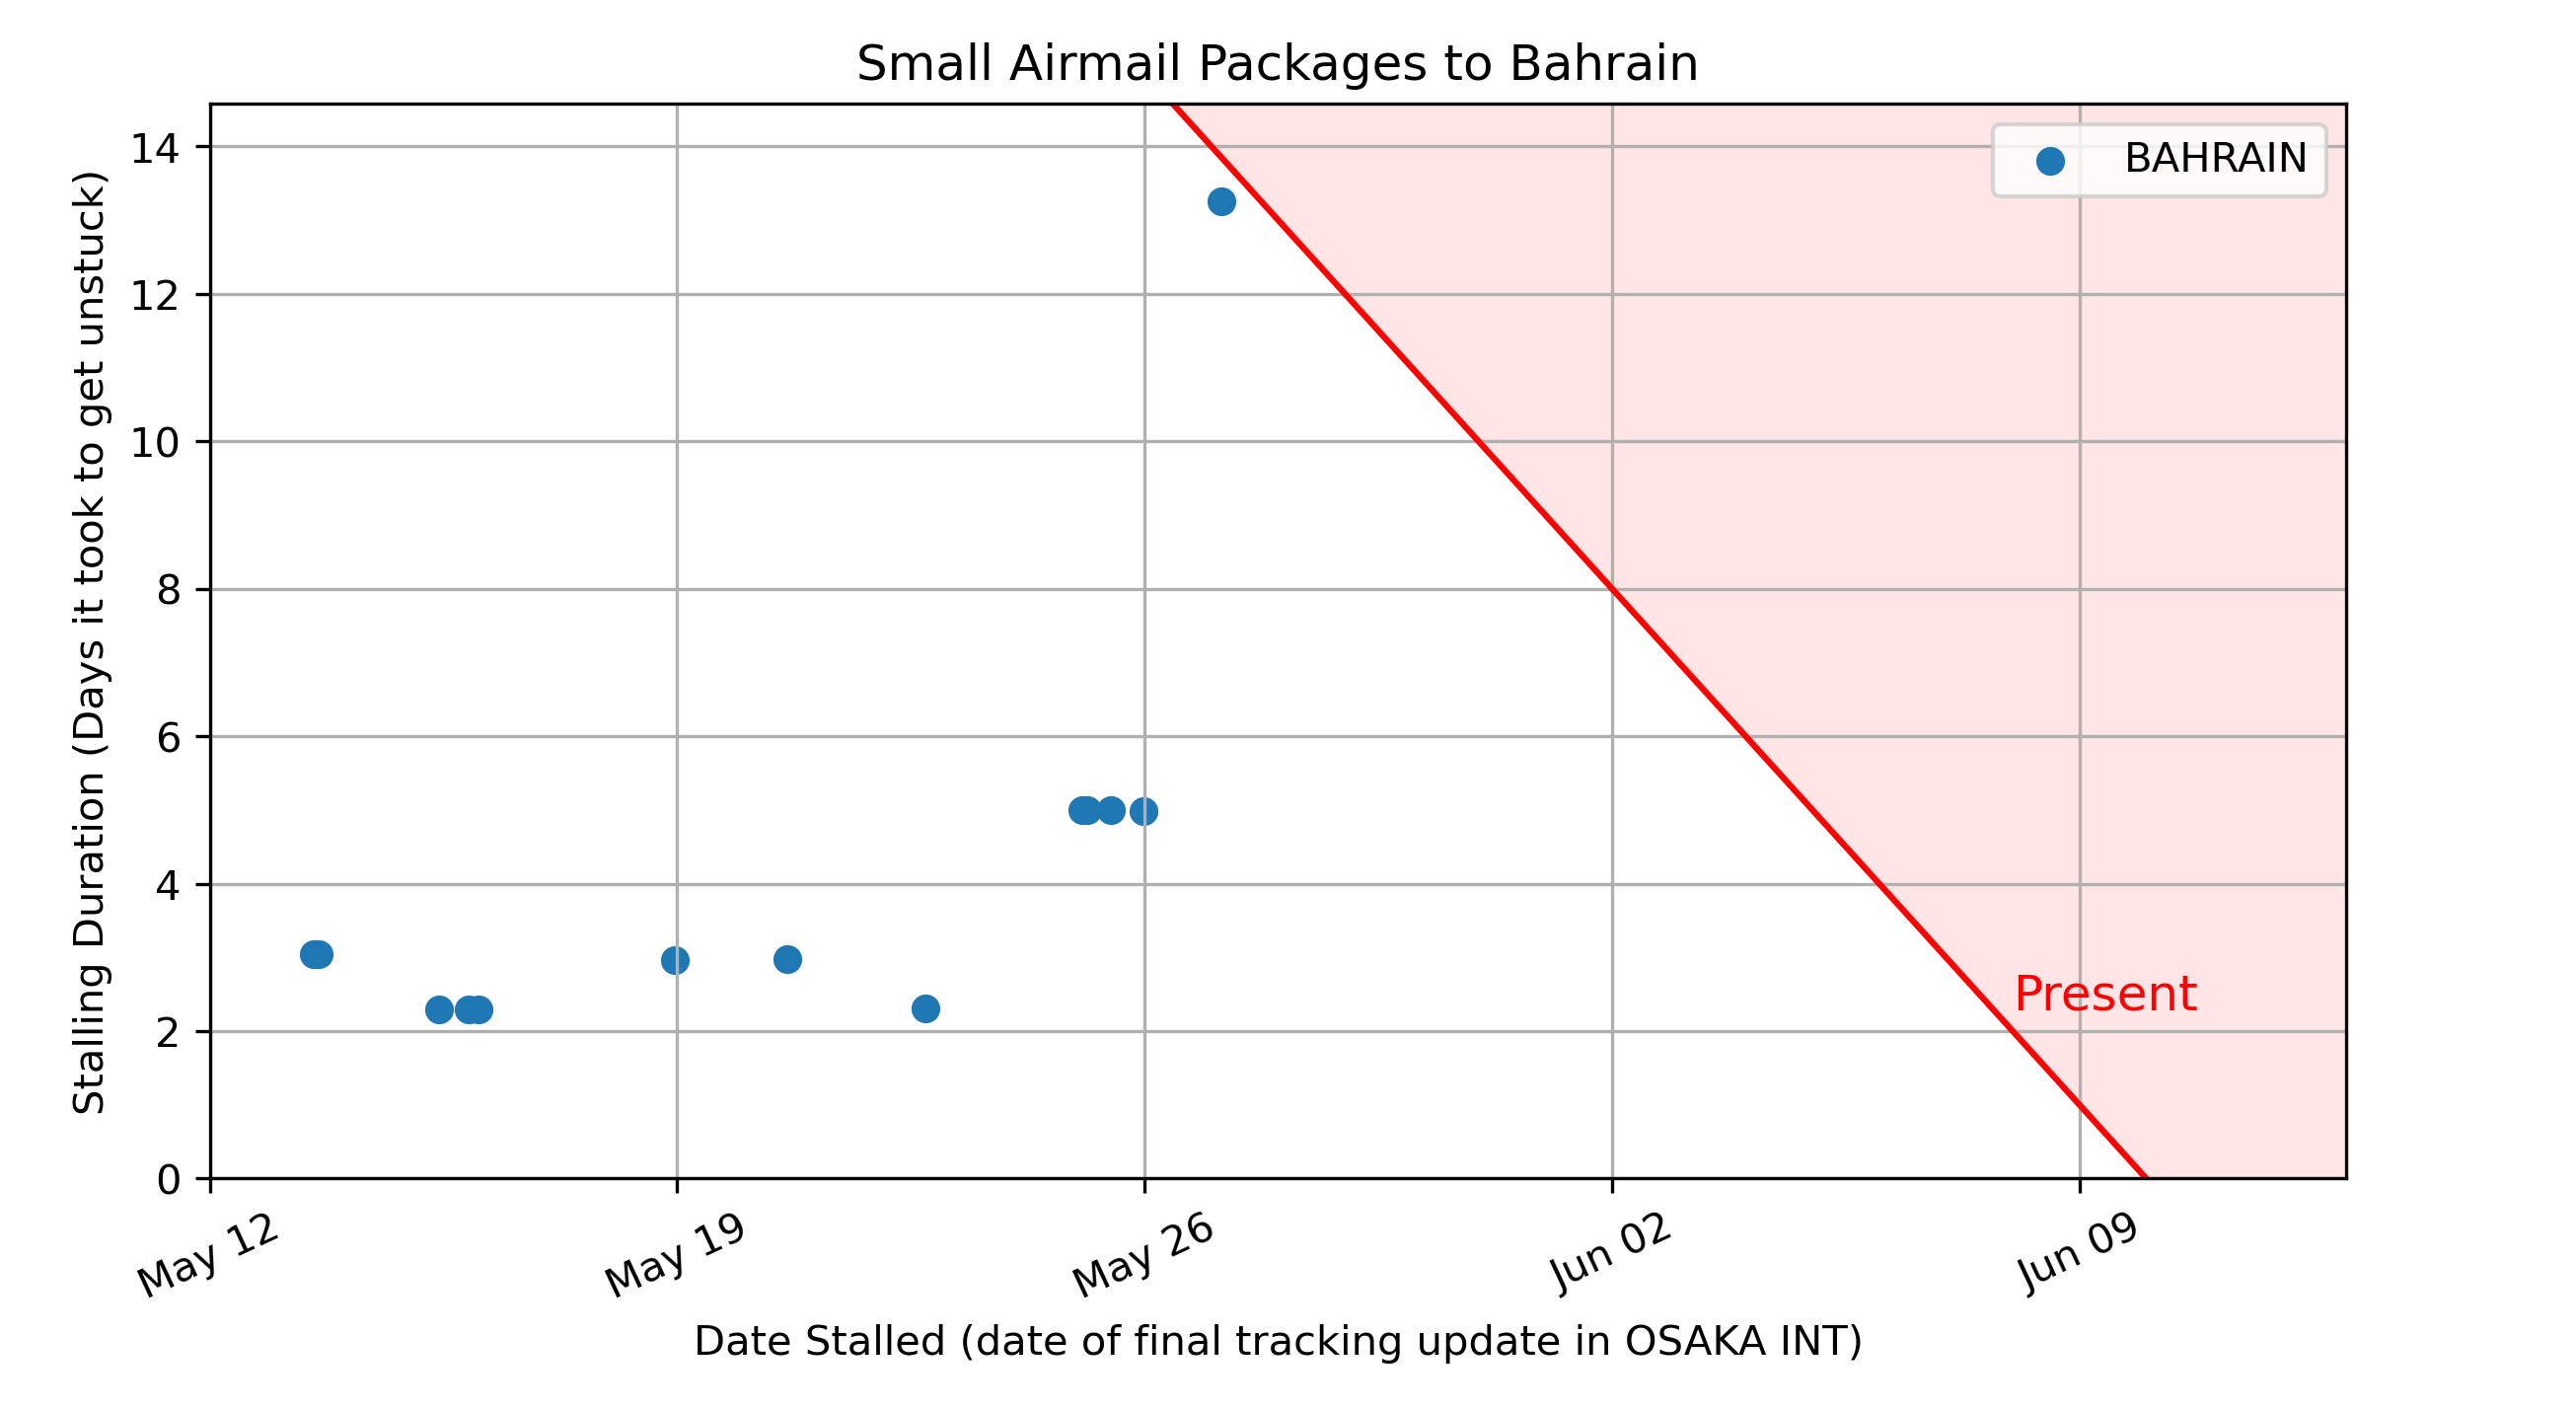 Small Airmail Packages to Bahrain
Stalling Duration (Days it took to get unstuck)
14
12
10
8
6
4
2
0
BAHRAIN
Present
May 12
May 19
May 26
Jun 02
Jun 09
Date Stalled (date of final tracking update in OSAKA INT)